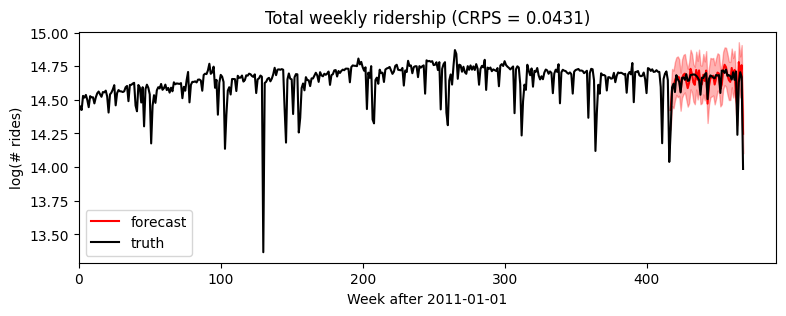 Total weekly ridership (CRPS = 0.0431)
15.00
14.75
14.50
14.25
14.00
13.75
13.50
log(# rides)
forecast
truth
0
100
200
300
400
Week after 2011-01-01